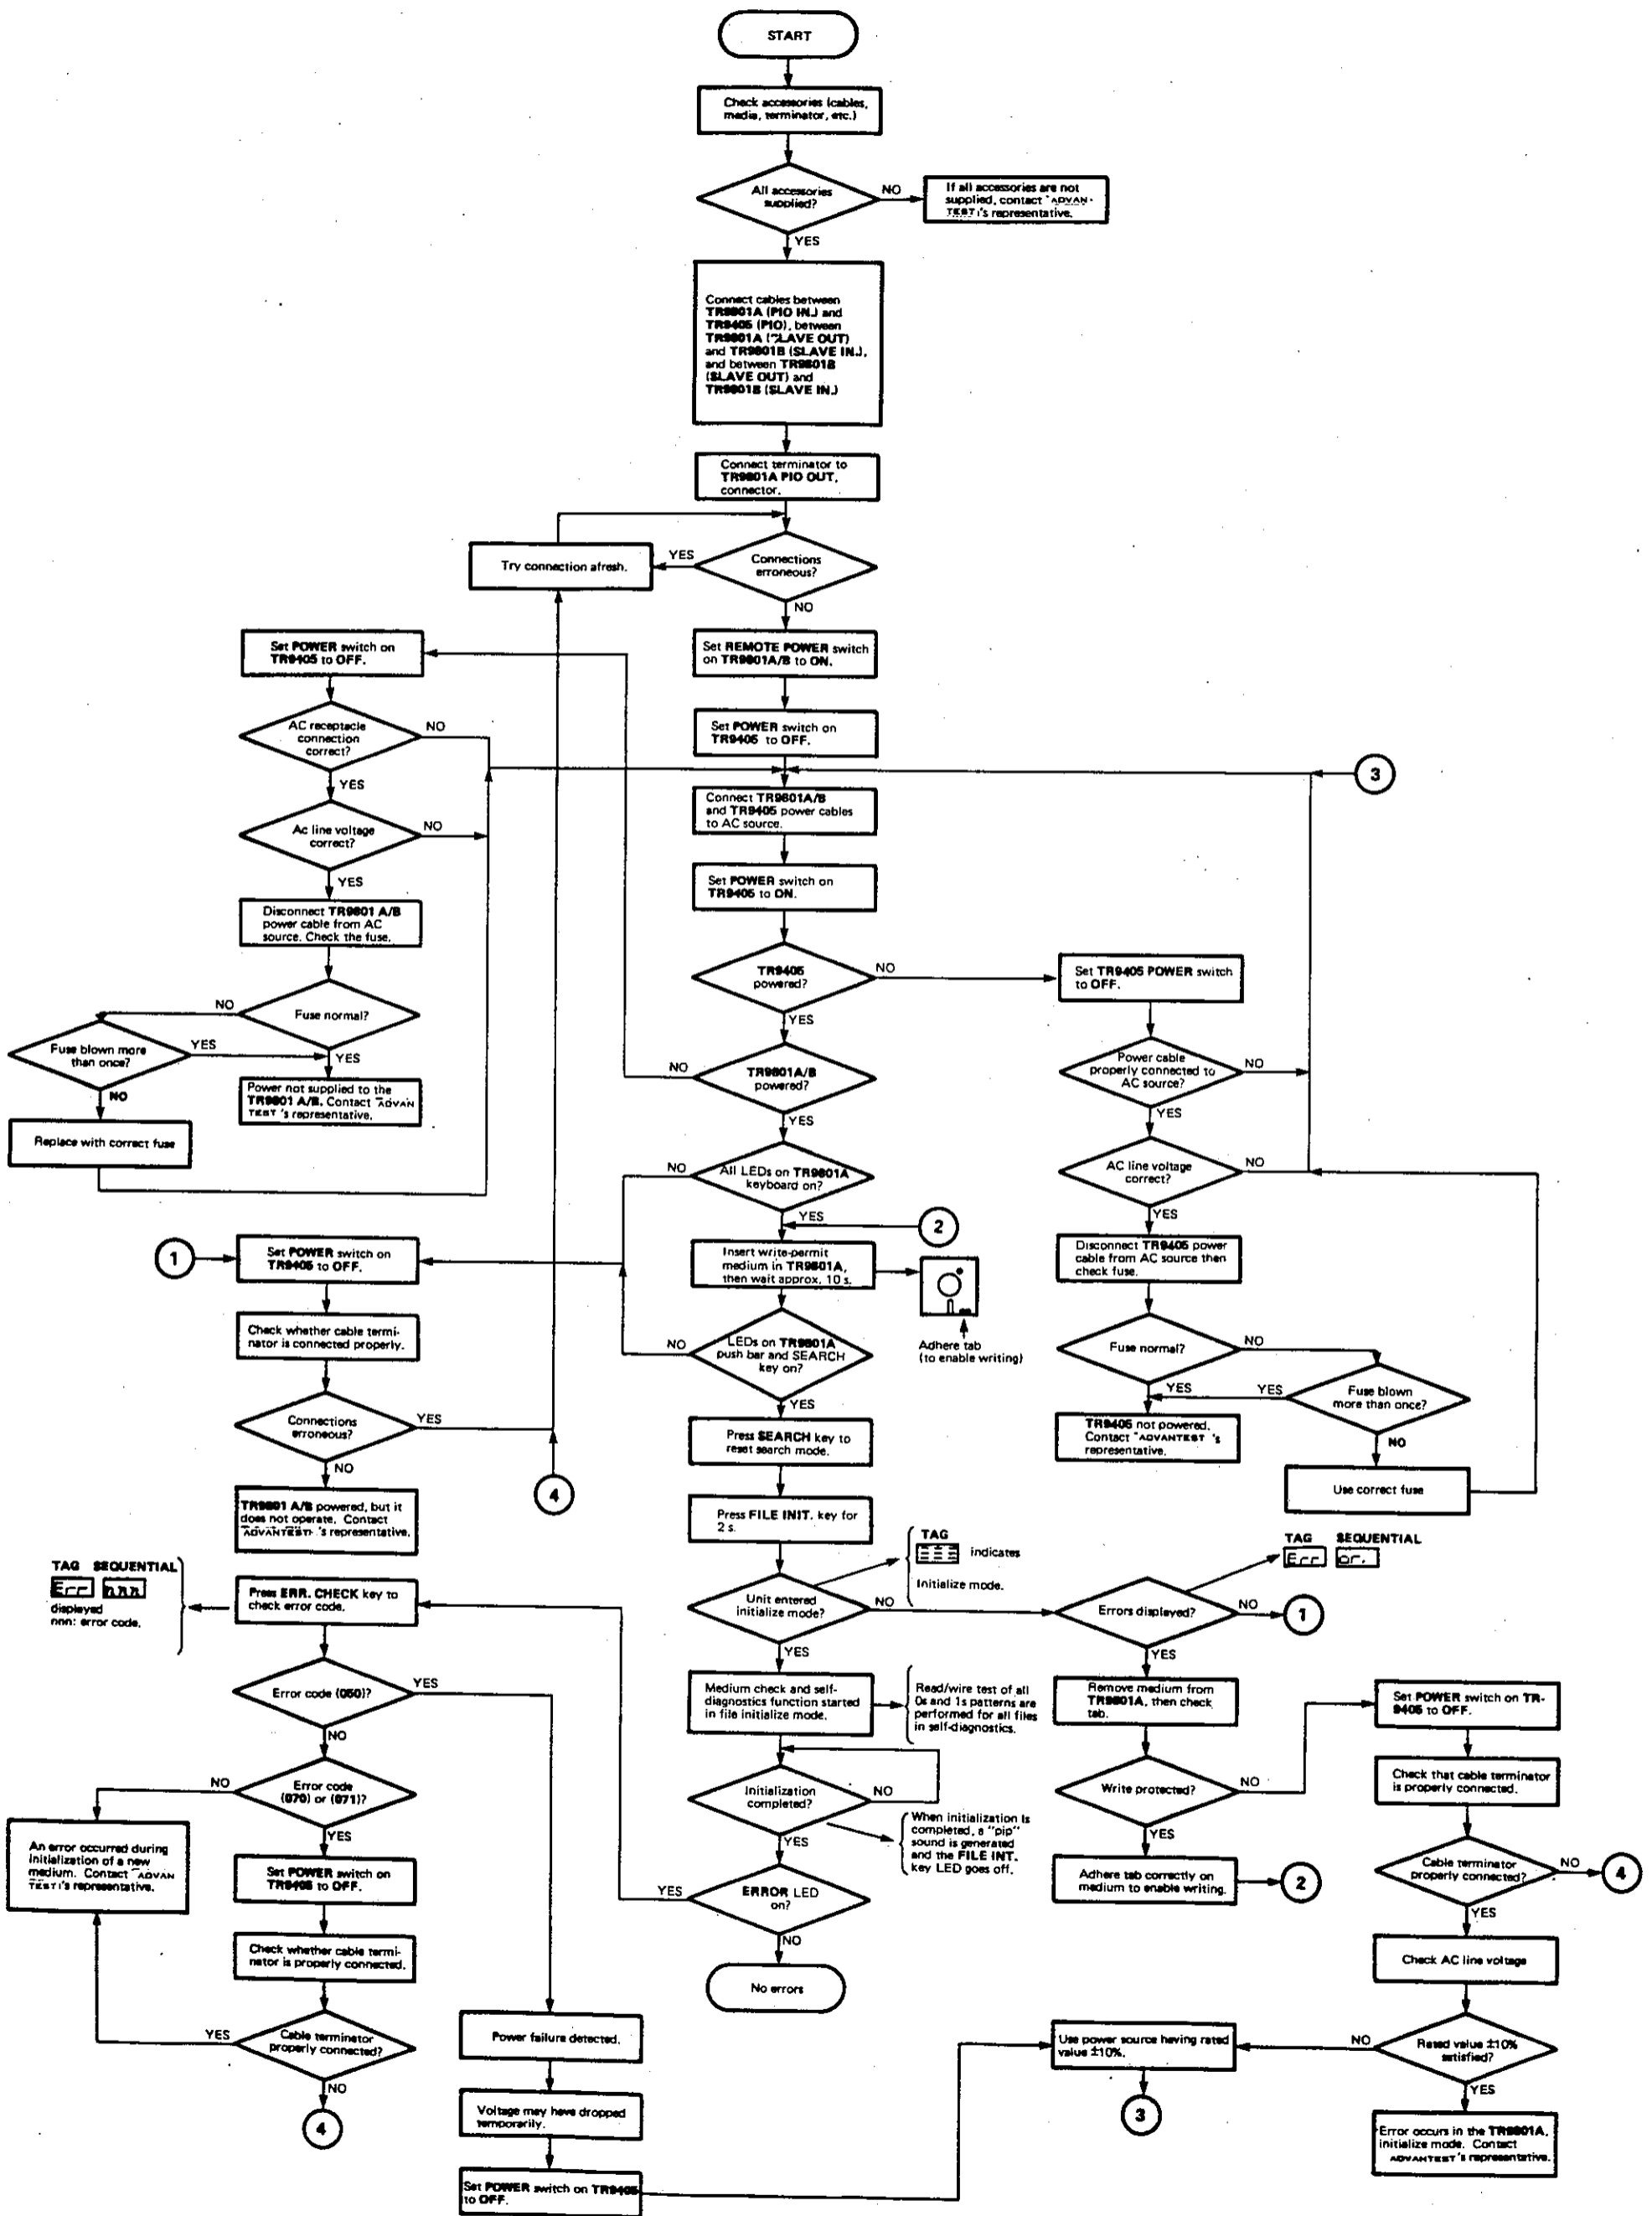 START
Check accessories (cables,
media, terminator, etc.)
All accessories
supplied?
NO
If all accessories are not
supplied, contact ADVAN-
TEST's representative.
YES
Connect cables between
TR9801A (PIO IN.) and
TR9405 (PIO), between
TR9801A (SLAVE OUT)
and TR9801B (SLAVE IN.),
and between TR9801B
(SLAVE OUT) and
TR9801B (SLAVE IN.)
Connect terminator to
TR9801A PIO OUT.
connector.
Try connection afresh.
YES
Connections
erroneous?
NO
Set REMOTE POWER switch
on TR9801A/B to ON.
Set POWER switch on
TR9405 to OFF.
3
Connect TR9801A/B
and TR9405 power cables
to AC source.
Set POWER switch on
TR9405 to ON.
TR9405
powered?
NO
YES
TR9801A/B
powered?
NO
YES
All LEDs on TR9801A
keyboard on?
NO
YES
2
Insert write-permit
medium in TR9801A,
then wait approx. 10 s.
Adhere tab
(to enable writing)
LEDs on TR9801A
push bar and SEARCH
key on?
NO
YES
Press SEARCH key to
reset search mode.
Press FILE INIT. key for
2 s.
TAG
indicates
Initialize mode.
Unit entered
initialize mode?
NO
YES
Medium check and self-
diagnostics function started
in file initialize mode.
Read/wire test of all
0s and 1s patterns are
performed for all files
in self-diagnostics.
Initialization
completed?
NO
YES
When initialization is
completed, a "pip"
sound is generated
and the FILE INT.
key LED goes off.
ERROR LED
on?
YES
NO
No errors
Set POWER switch on
TR9405 to OFF.
AC receptacle
connection
correct?
NO
YES
Ac line voltage
correct?
NO
YES
Disconnect TR9801 A/B
power cable from AC
source. Check the fuse.
Fuse normal?
NO
YES
Fuse blown more
than once?
YES
NO
Power not supplied to the
TR9801 A/B. Contact ADVAN
TEST 's representative.
Replace with correct fuse
1
Set POWER switch on
TR9405 to OFF.
Check whether cable termi-
nator is connected properly.
Connections
erroneous?
YES
NO
4
TR9801 A/B powered, but it
does not operate. Contact
ADVANTEST 's representative.
TAG SEQUENTIAL
Err nnn
displayed
nnn: error code.
Press ERR. CHECK key to
check error code.
Error code (050)?
YES
NO
Error code
(070) or (071)?
NO
YES
An error occurred during
initialization of a new
medium. Contact ADVAN
TEST's representative.
Set POWER switch on
TR9405 to OFF.
Check whether cable termi-
nator is properly connected.
Cable terminator
properly connected?
YES
NO
4
Power failure detected.
Voltage may have dropped
temporarily.
Set POWER switch on TR9405
to OFF.
Set TR9405 POWER switch
to OFF.
Power cable
properly connected to
AC source?
NO
YES
AC line voltage
correct?
NO
YES
Disconnect TR9405 power
cable from AC source then
check fuse.
Fuse normal?
NO
YES
YES
Fuse blown
more than once?
NO
TR9405 not powered.
Contact ADVANTEST 's
representative.
Use correct fuse
TAG SEQUENTIAL
Err or.
Errors displayed?
NO
1
YES
Remove medium from
TR9801A, then check
tab.
Write protected?
NO
YES
Adhere tab correctly on
medium to enable writing.
2
Set POWER switch on TR-
9405 to OFF.
Check that cable terminator
is properly connected.
Cable terminator
properly connected?
NO
4
YES
Check AC line voltage
Rated value ±10%
satisfied?
NO
YES
Use power source having rated
value ±10%.
3
Error occurs in the TR9801A,
initialize mode. Contact
ADVANTEST 's representative.